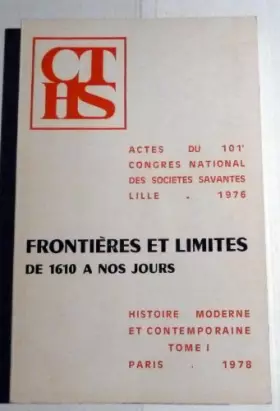 CT
HS
ACTES DU 101e
CONGRES NATIONAL
DES SOCIETES SAVANTES
LILLE . 1976
FRONTIÈRES ET LIMITES
DE 1610 A NOS JOURS
HISTOIRE MODERNE
ET CONTEMPORAINE
TOME I
PARIS . 1978